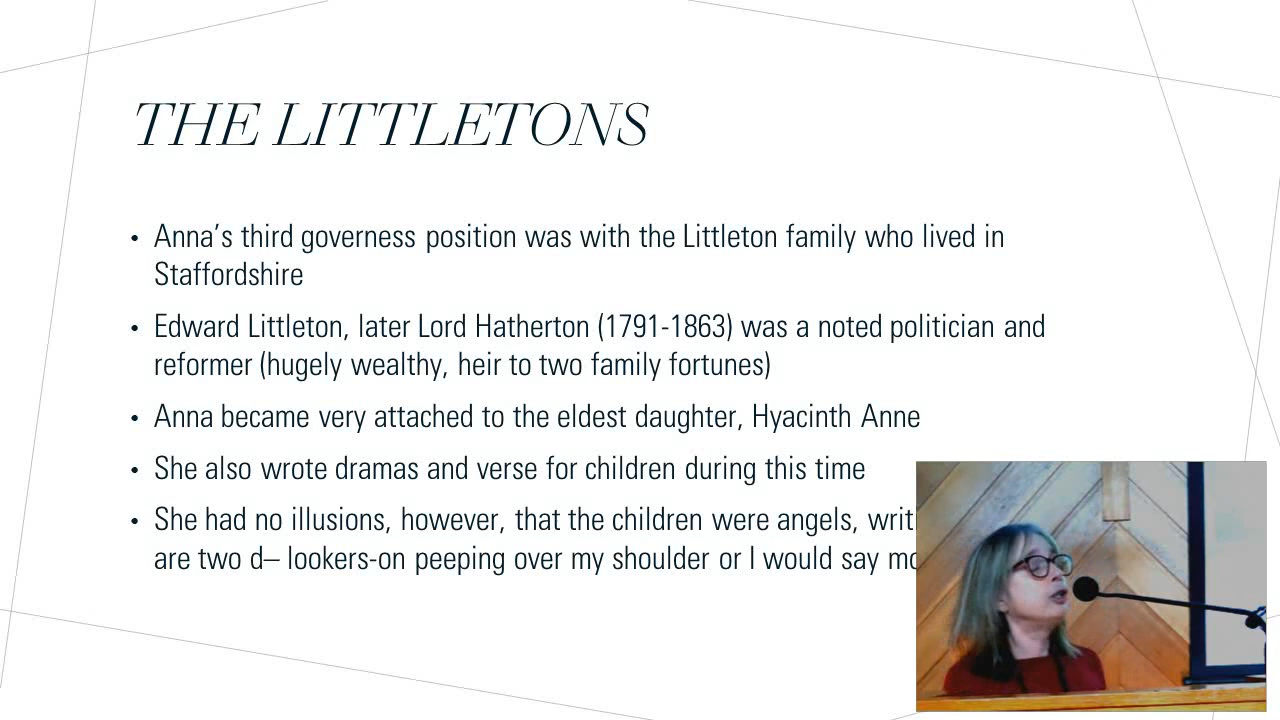 THE LITTLETONS
• Anna's third governess position was with the Littleton family who lived in
Staffordshire
• Edward Littleton, later Lord Hatherton (1791-1863) was a noted politician and
reformer (hugely wealthy, heir to two family fortunes)
• Anna became very attached to the eldest daughter, Hyacinth Anne
• She also wrote dramas and verse for children during this time
• She had no illusions, however, that the children were angels,
are two d– lookers-on peeping over my shoulder or I would say